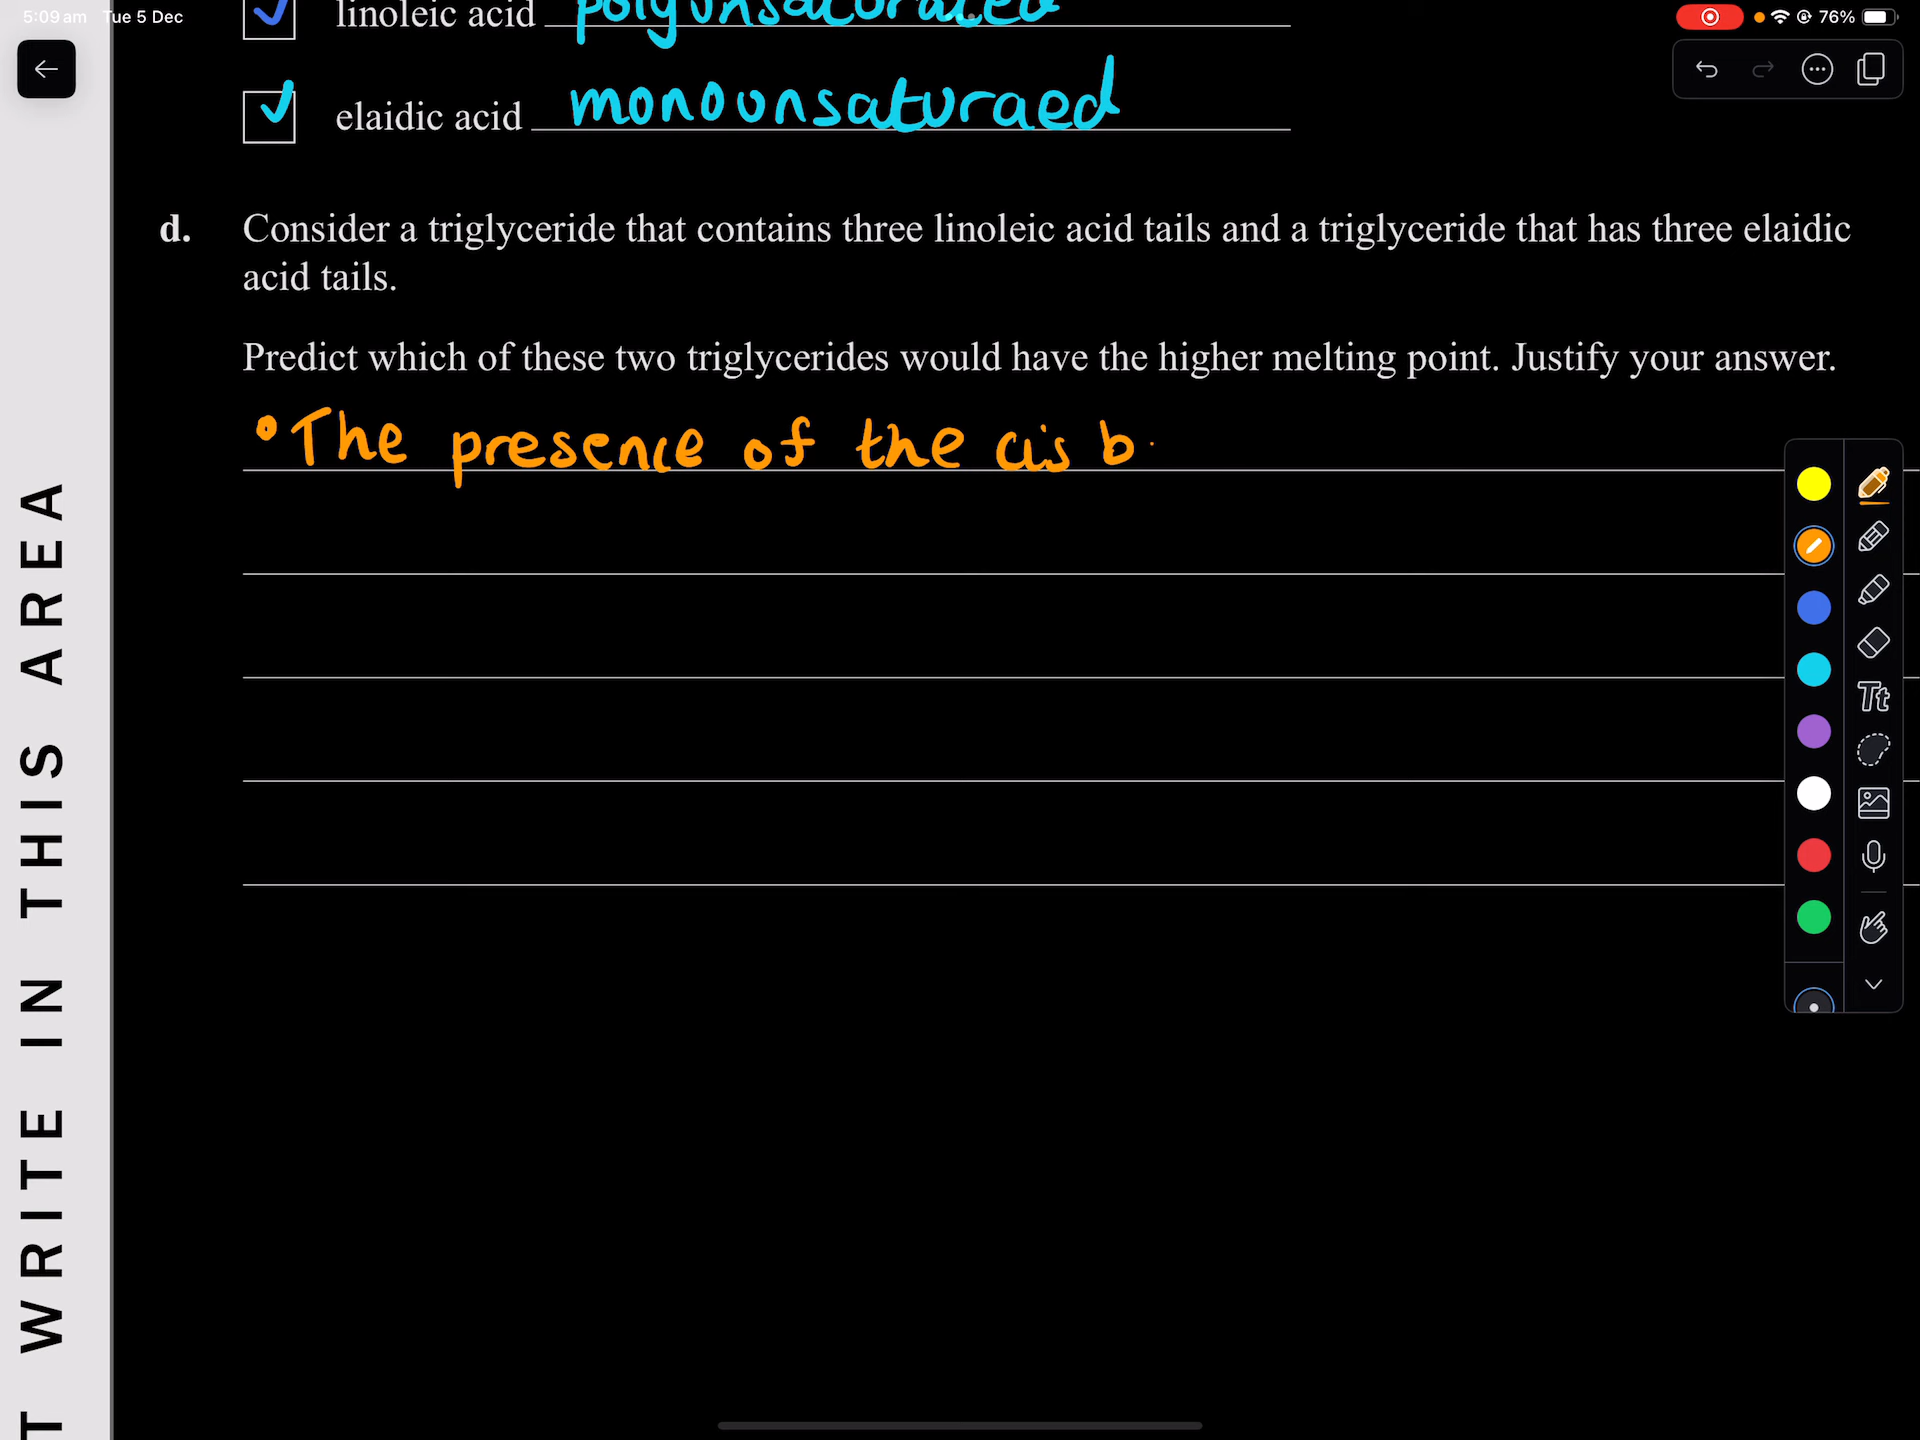 5:09 am Tue 5 Dec
76%
linoleic acid polyunsaturated
elaidic acid monounsaturaed
d. Consider a triglyceride that contains three linoleic acid tails and a triglyceride that has three elaidic
acid tails.
Predict which of these two triglycerides would have the higher melting point. Justify your answer.
•The presence of the cis b
Tt
T WRITE IN THIS AREA